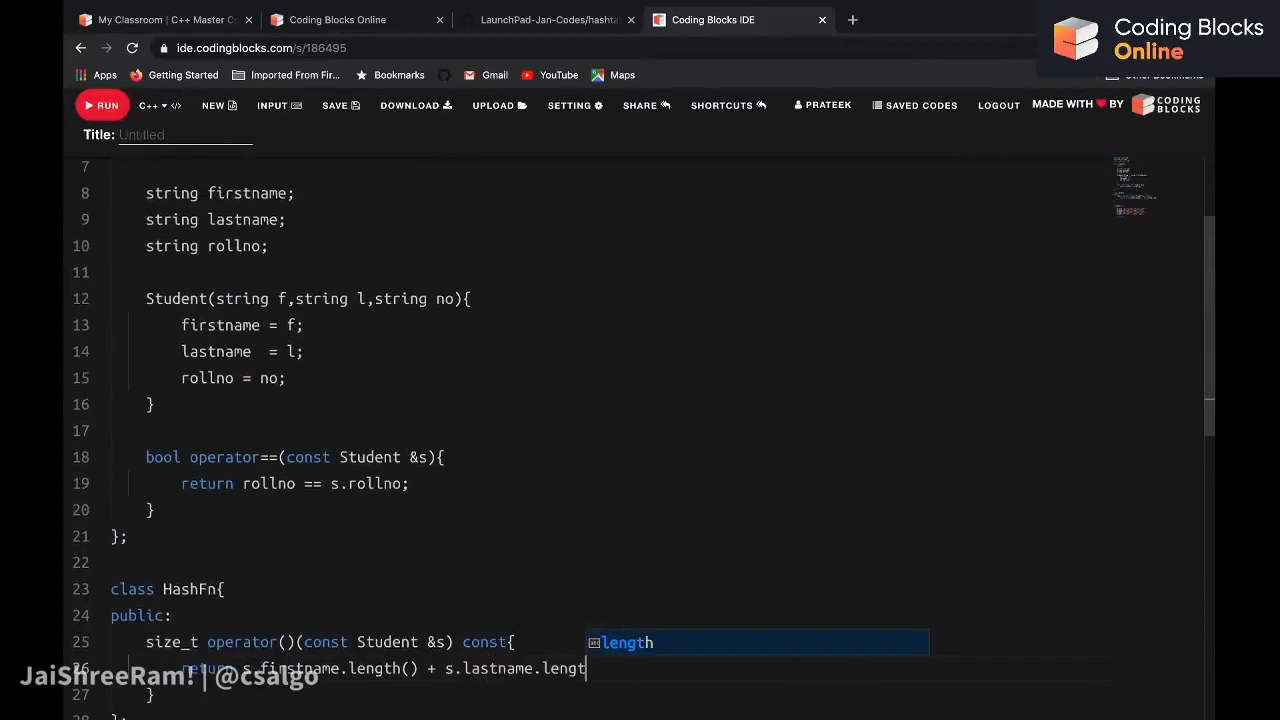 My Classroom | C++ Master C
Coding Blocks Online
LaunchPad-Jan-Codes/hashta
Coding Blocks IDE
Coding Blocks
Online
ide.codingblocks.com/s/186495
Apps Getting Started Imported From Fir... Bookmarks Gmail YouTube Maps Other Bookmarks
RUN C++ NEW INPUT SAVE DOWNLOAD UPLOAD SETTING SHARE SHORTCUTS PRATEEK SAVED CODES LOGOUT MADE WITH BY CODING BLOCKS
Title: Untitled
7
8 string firstname;
9 string lastname;
10 string rollno;
11
12 Student(string f,string l,string no){
13 firstname = f;
14 lastname  = l;
15 rollno = no;
16 }
17
18 bool operator==(const Student &s){
19 return rollno == s.rollno;
20 }
21 };
22
23 class HashFn{
24 public:
25 size_t operator()(const Student &s) const{
length
26 return s.firstname.length() + s.lastname.lengt
JaiShreeRam! | @csalgo
27 }
28 };